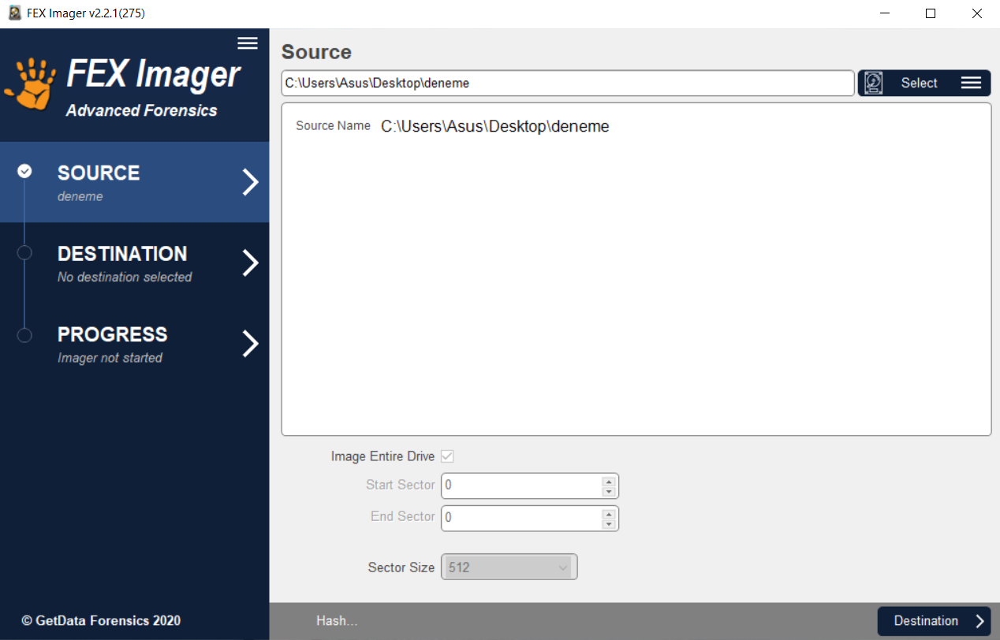 FEX Imager v2.2.1(275)
FEX Imager
Advanced Forensics
SOURCE
deneme
DESTINATION
No destination selected
PROGRESS
Imager not started
© GetData Forensics 2020
Source
C:\Users\Asus\Desktop\deneme
Select
Source Name C:\Users\Asus\Desktop\deneme
Image Entire Drive
Start Sector 0
End Sector 0
Sector Size 512
Hash...
Destination